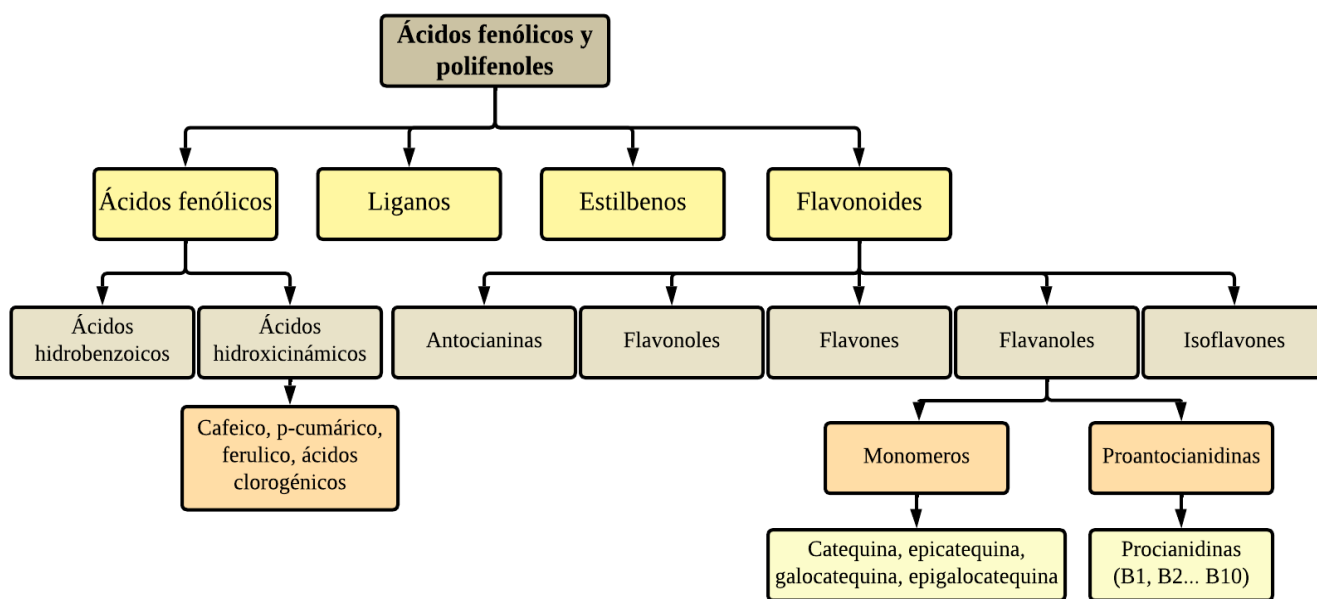 Ácidos fenólicos y
polifenoles
Ácidos fenólicos
Liganos
Estilbenos
Flavonoides
Ácidos
hidrobenzoicos
Ácidos
hidroxicinámicos
Antocianinas
Flavonoles
Flavones
Flavanoles
Isoflavones
Cafeico, p-cumárico,
ferulico, ácidos
clorogénicos
Monomeros
Proantocianidinas
Catequina, epicatequina,
galocatequina, epigalocatequina
Procianidinas
(B1, B2... B10)